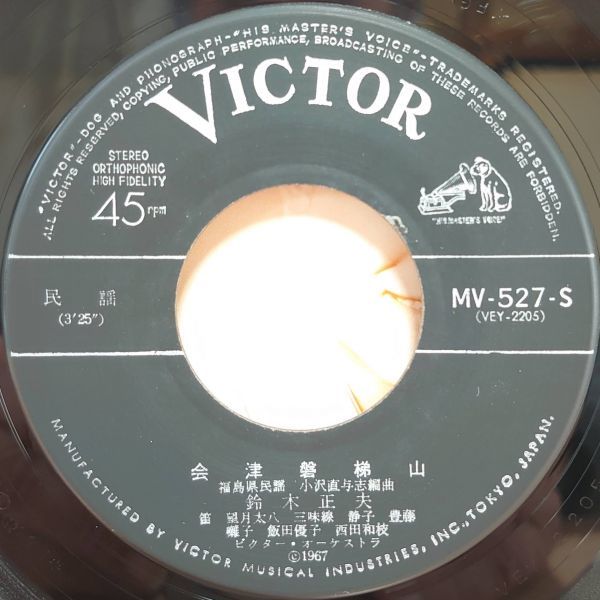 "VICTOR"-DOG AND PHONOGRAPH-"HIS MASTER'S VOICE"-TRADEMARKS REGISTERED.
ALL RIGHTS RESERVED, COPYING, PUBLIC PERFORMANCE, BROADCASTING OF THESE RECORDS ARE FORBIDDEN.
VICTOR
STEREO
ORTHOPHONIC
HIGH FIDELITY
45 rpm
"HIS MASTER'S VOICE"
民謡
(3'25")
MV-527-S
(VEY-2205)
会津磐梯山
福島県民謡 小沢直与志編曲
鈴木正夫
笛 望月太八 三味線 静子 豊藤
囃子 飯田優子 西田和枝
ビクター・オーケストラ
©1967
MANUFACTURED BY VICTOR MUSICAL INDUSTRIES, INC., TOKYO, JAPAN.